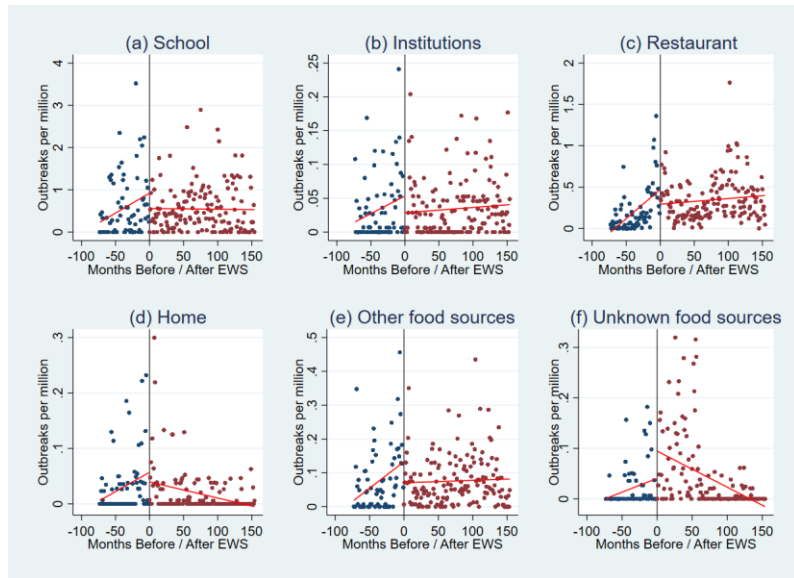 (a) School
(b) Institutions
(c) Restaurant
Outbreaks per million
0 1 2 3 4
-100 -50 0 50 100 150
Months Before / After EWS
Outbreaks per million
0 .05 .1 .15 .2 .25
-100 -50 0 50 100 150
Months Before / After EWS
Outbreaks per million
0 .5 1 1.5 2
-100 -50 0 50 100 150
Months Before / After EWS
(d) Home
(e) Other food sources
(f) Unknown food sources
Outbreaks per million
0 .1 .2 .3
-100 -50 0 50 100 150
Months Before / After EWS
Outbreaks per million
0 .1 .2 .3 .4 .5
-100 -50 0 50 100 150
Months Before / After EWS
Outbreaks per million
0 .1 .2 .3
-100 -50 0 50 100 150
Months Before / After EWS